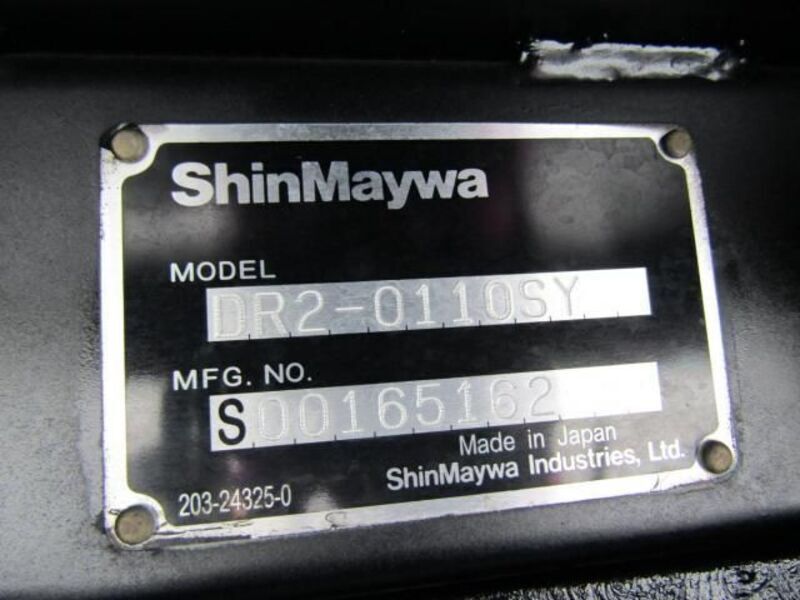 ShinMaywa
MODEL
DR2-0110SY
MFG. NO.
S00165162
Made in Japan
ShinMaywa Industries, Ltd.
203-24325-0